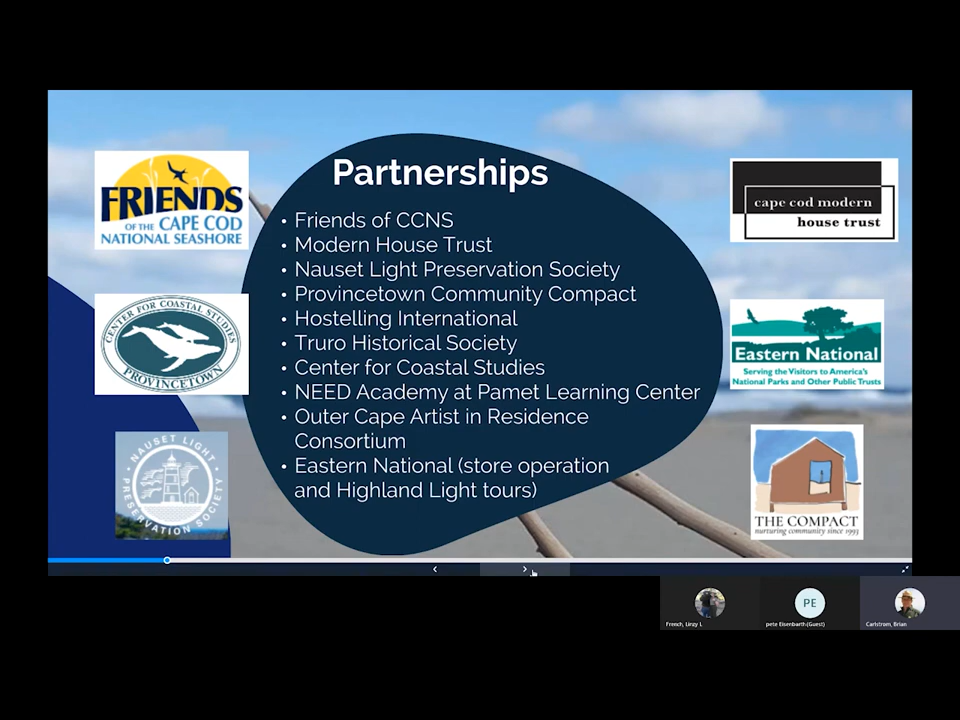 Partnerships
• Friends of CCNS
• Modern House Trust
• Nauset Light Preservation Society
• Provincetown Community Compact
• Hostelling International
• Truro Historical Society
• Center for Coastal Studies
• NEED Academy at Pamet Learning Center
• Outer Cape Artist in Residence
Consortium
• Eastern National (store operation
and Highland Light tours)
FRIENDS
OF THE CAPE COD
NATIONAL SEASHORE
CENTER FOR COASTAL STUDIES
PROVINCETOWN
NAUSET LIGHT
PRESERVATION SOCIETY
cape cod modern
house trust
Eastern National
Serving the Visitors to America's
National Parks and Other Public Trusts
THE COMPACT
nurturing community since 1993
PE
French, Linzy L
pete Eisenbarth (Guest)
Carlstrom, Brian